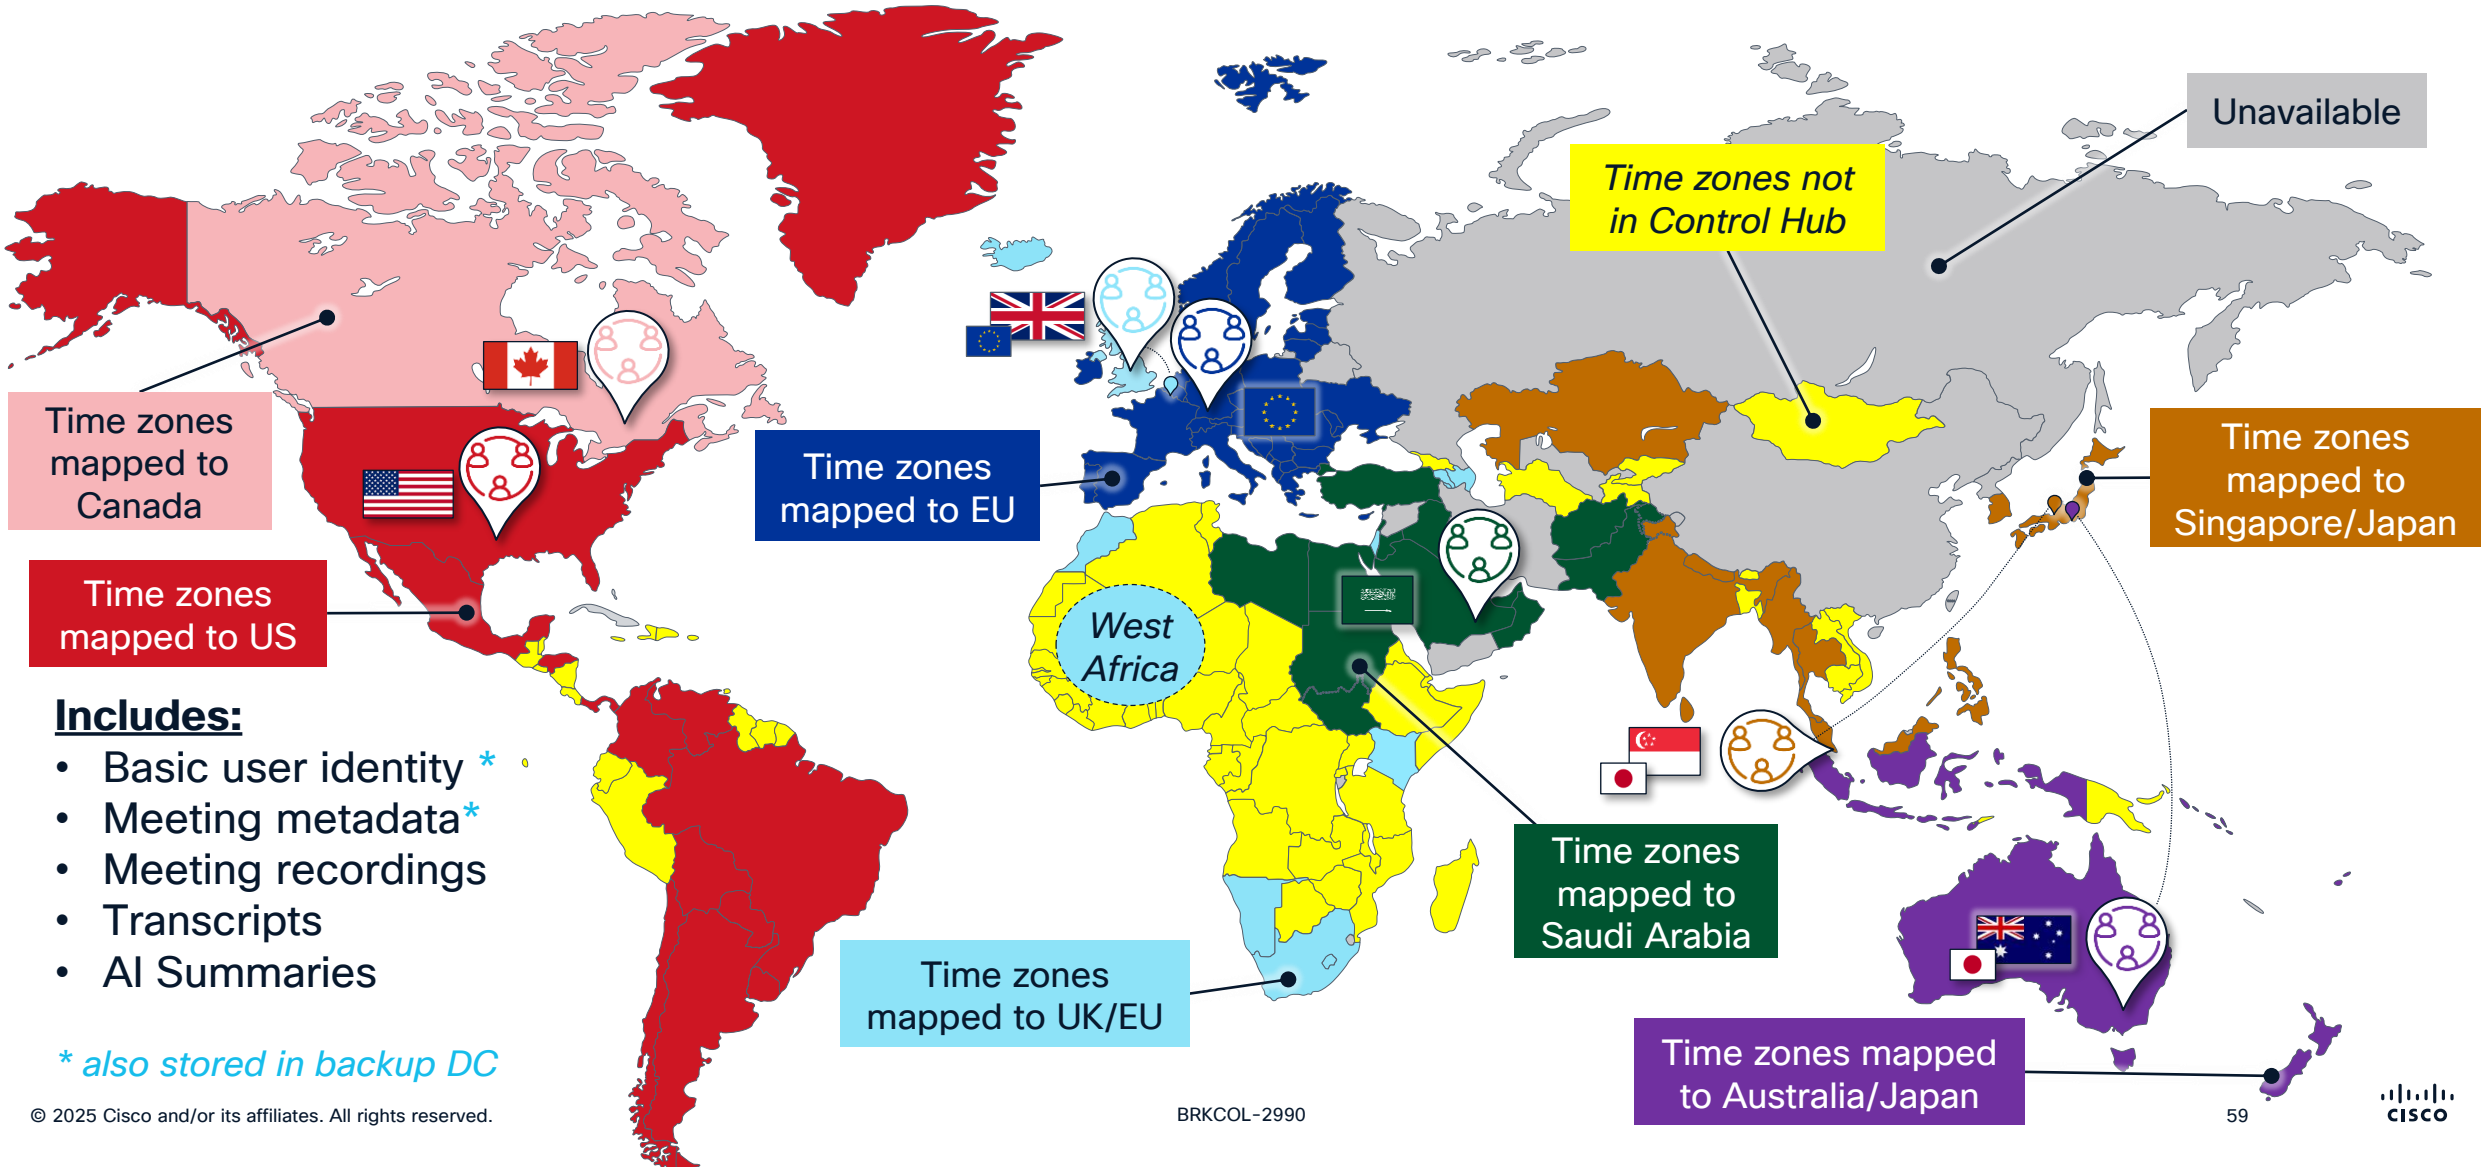 Unavailable
Time zones not
in Control Hub
Time zones
mapped to
Canada
Time zones
mapped to EU
Time zones
mapped to
Singapore/Japan
Time zones
mapped to US
West
Africa
Includes:
• Basic user identity *
• Meeting metadata*
• Meeting recordings
• Transcripts
• AI Summaries
* also stored in backup DC
Time zones
mapped to
Saudi Arabia
Time zones
mapped to UK/EU
Time zones mapped
to Australia/Japan
© 2025 Cisco and/or its affiliates. All rights reserved.
BRKCOL-2990
59
CISCO